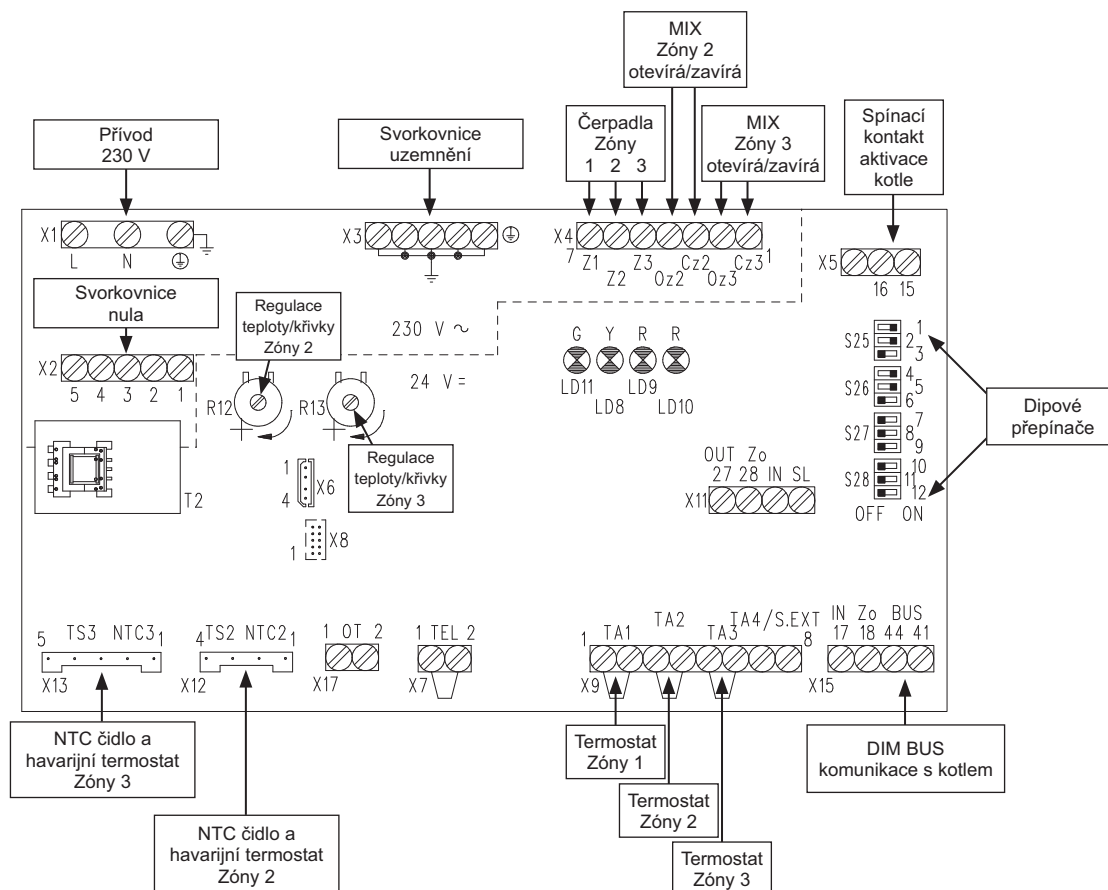 MIX
Zóny 2
otevírá/zavírá
Přívod
230 V
Svorkovnice
uzemnění
Čerpadla
Zóny
1 2 3
MIX
Zóny 3
otevírá/zavírá
Spínací
kontakt
aktivace
kotle
X1
L N
X3
X4
7 Z1 Z3 Cz2 Cz3 1
Z2 Oz2 Oz3
X5
16 15
Svorkovnice
nula
X2
5 4 3 2 1
Regulace
teploty/křivky
Zóny 2
230 V ~
24 V =
R12
R13
Regulace
teploty/křivky
Zóny 3
G Y R R
LD11 LD9
LD8 LD10
S25
1
2
3
S26
4
5
6
S27
7
8
9
S28
10
11
12
OFF ON
Dipové
přepínače
T2
1
4
X6
1
X8
OUT Zo
27 28 IN SL
X11
5 TS3 NTC3 1
X13
4 TS2 NTC2 1
X12
1 OT 2
X17
1 TEL 2
X7
1 TA1 TA2 TA3 TA4/S.EXT 8
X9
IN Zo BUS
17 18 44 41
X15
NTC čidlo a
havarijní termostat
Zóny 3
NTC čidlo a
havarijní termostat
Zóny 2
Termostat
Zóny 1
Termostat
Zóny 2
Termostat
Zóny 3
DIM BUS
komunikace s kotlem